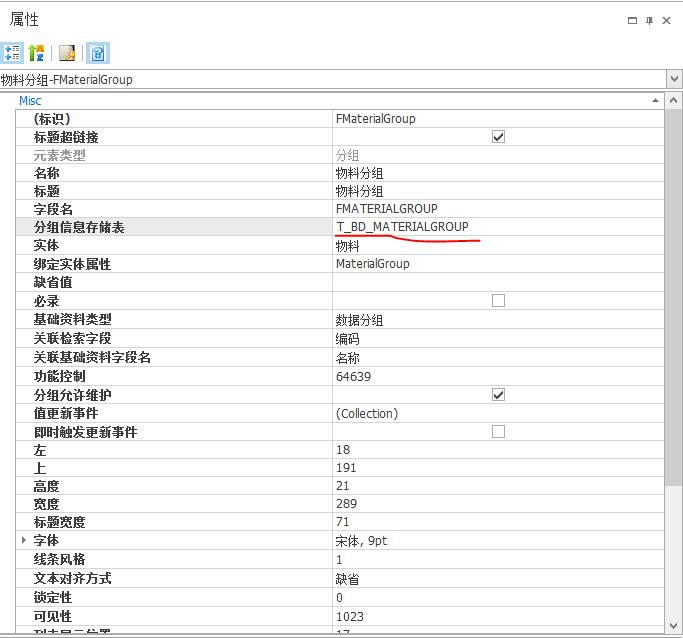 属性
物料分组-FMaterialGroup
Misc
(标识) FMaterialGroup
标题超链接
元素类型 分组
名称 物料分组
标题 物料分组
字段名 FMATERIALGROUP
分组信息存储表 T_BD_MATERIALGROUP
实体 物料
绑定实体属性 MaterialGroup
缺省值
必录
基础资料类型 数据分组
关联检索字段 编码
关联基础资料字段名 名称
功能控制 64639
分组允许维护
值更新事件 (Collection)
即时触发更新事件
左 18
上 191
高度 21
宽度 289
标题宽度 71
字体 宋体, 9pt
线条风格 1
文本对齐方式 缺省
锁定性 0
可见性 1023
列表显示位置 17